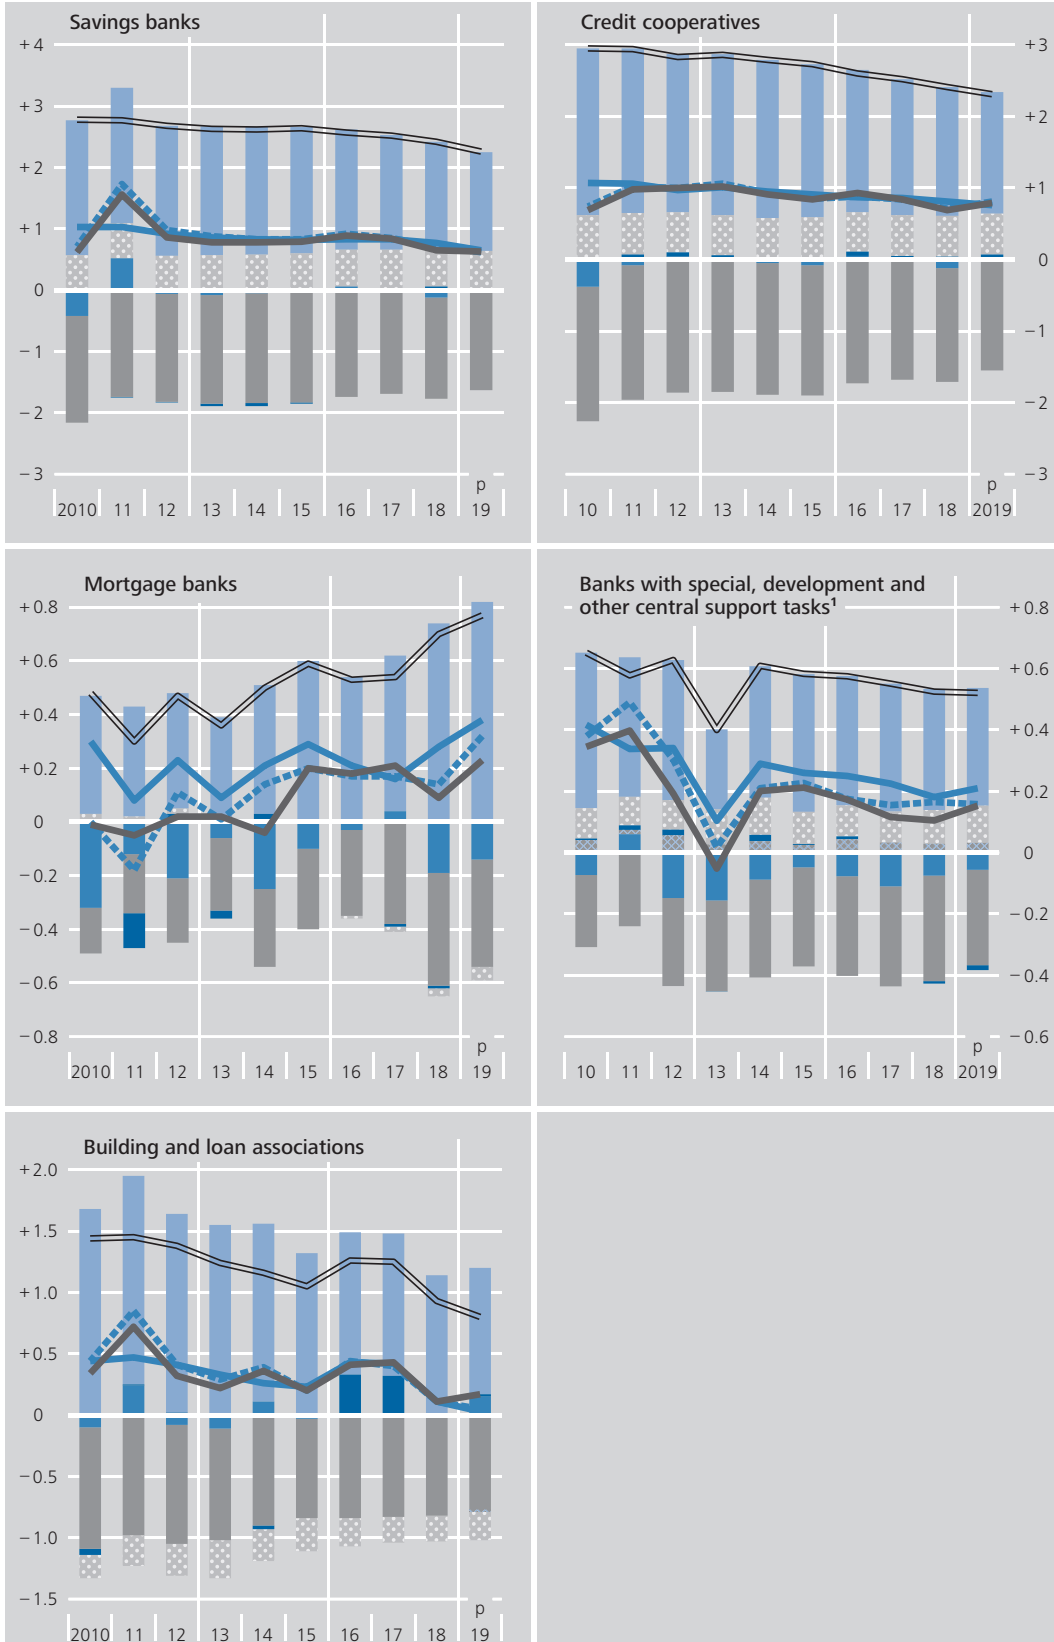 Savings banks
+4
+3
+2
+1
0
−1
−2
−3
p
2010 11 12 13 14 15 16 17 18 19
Credit cooperatives
+3
+2
+1
0
−1
−2
−3
p
10 11 12 13 14 15 16 17 18 2019
Mortgage banks
+0.8
+0.6
+0.4
+0.2
0
−0.2
−0.4
−0.6
−0.8
p
2010 11 12 13 14 15 16 17 18 19
Banks with special, development and
other central support tasks¹
+0.8
+0.6
+0.4
+0.2
0
−0.2
−0.4
−0.6
p
10 11 12 13 14 15 16 17 18 2019
Building and loan associations
+2.0
+1.5
+1.0
+0.5
0
−0.5
−1.0
−1.5
p
2010 11 12 13 14 15 16 17 18 19